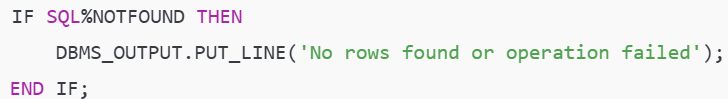 IF SQL%NOTFOUND THEN
    DBMS_OUTPUT.PUT_LINE('No rows found or operation failed');
END IF;